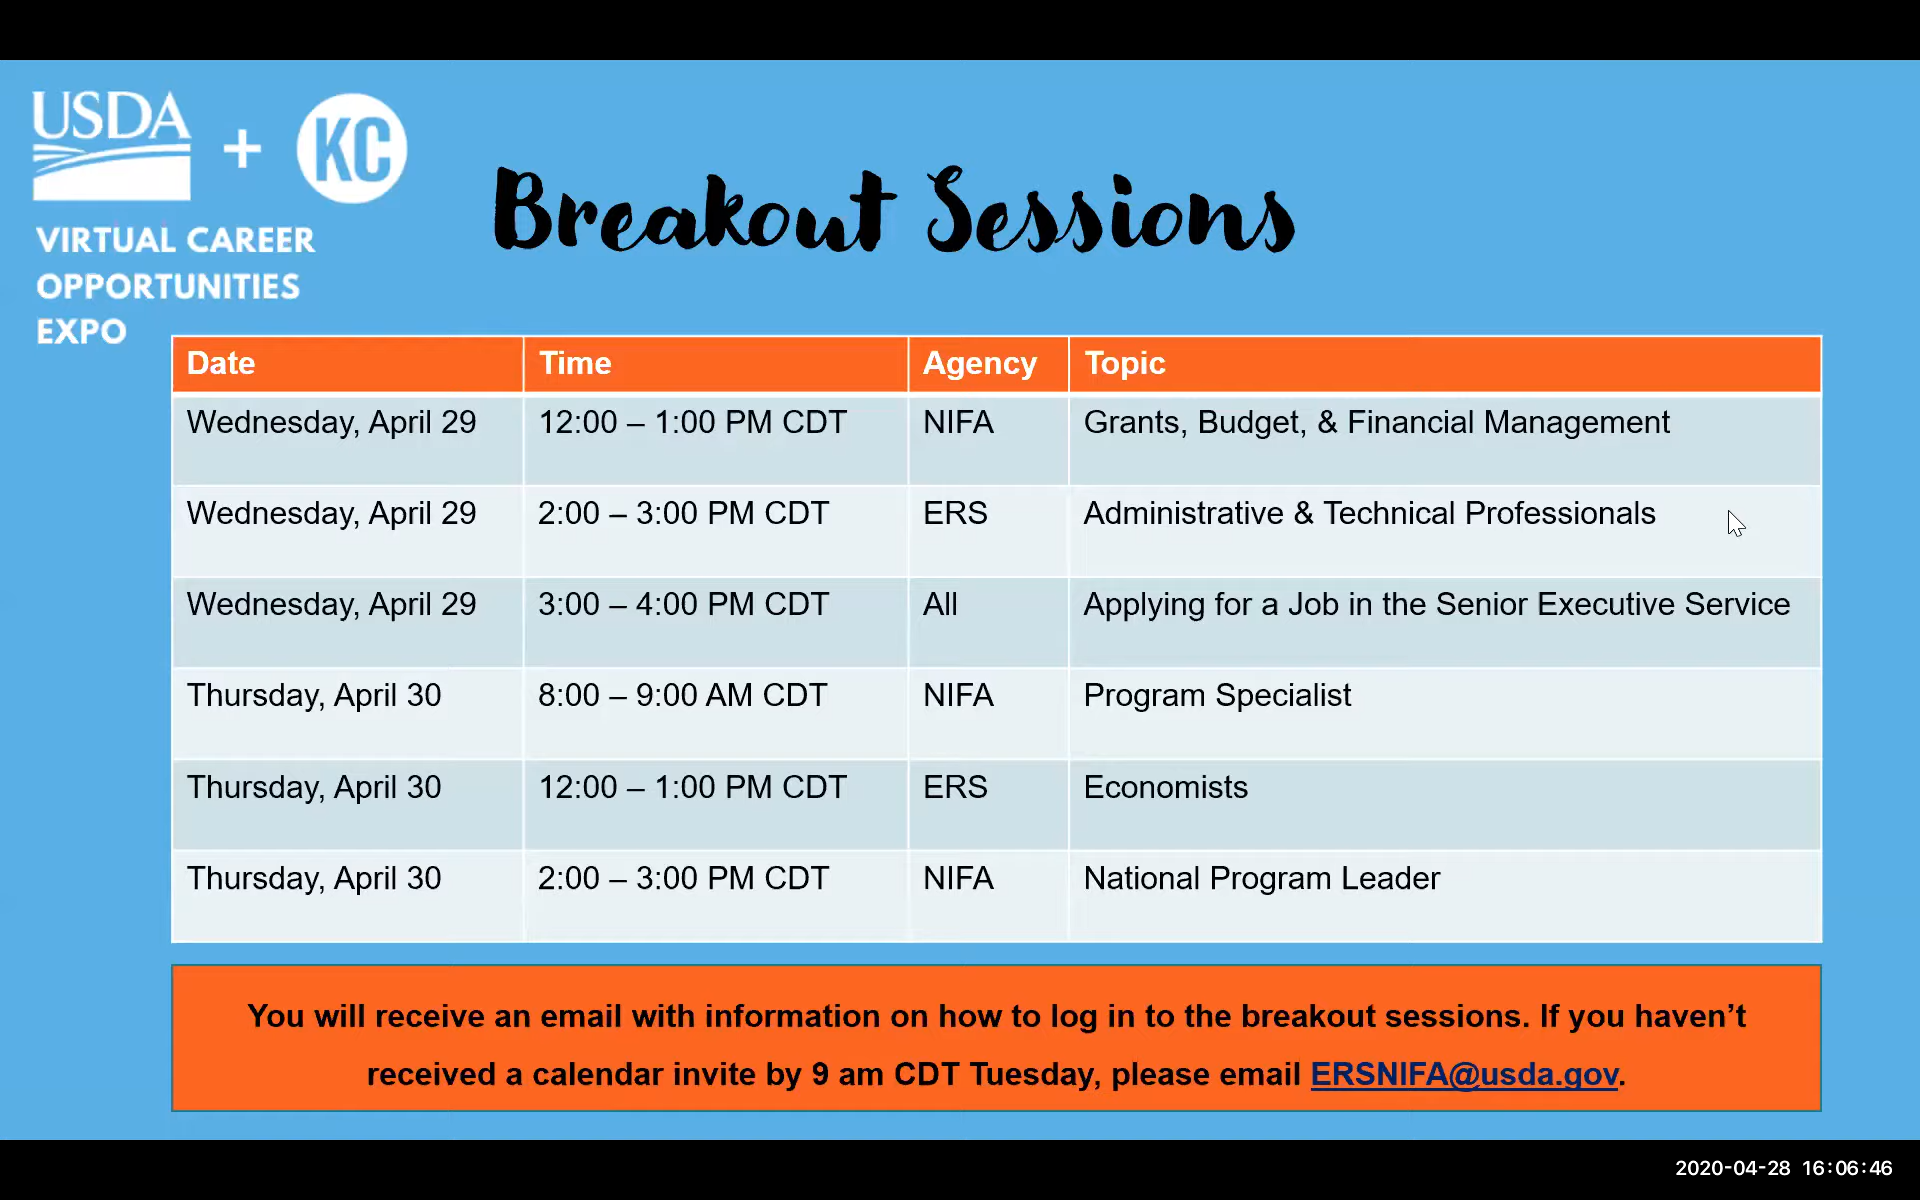 USDA + KC
VIRTUAL CAREER
OPPORTUNITIES
EXPO
Breakout Sessions
Date Time Agency Topic
Wednesday, April 29 12:00 – 1:00 PM CDT NIFA Grants, Budget, & Financial Management
Wednesday, April 29 2:00 – 3:00 PM CDT ERS Administrative & Technical Professionals
Wednesday, April 29 3:00 – 4:00 PM CDT All Applying for a Job in the Senior Executive Service
Thursday, April 30 8:00 – 9:00 AM CDT NIFA Program Specialist
Thursday, April 30 12:00 – 1:00 PM CDT ERS Economists
Thursday, April 30 2:00 – 3:00 PM CDT NIFA National Program Leader
You will receive an email with information on how to log in to the breakout sessions. If you haven’t
received a calendar invite by 9 am CDT Tuesday, please email ERSNIFA@usda.gov.
2020-04-28 16:06:46